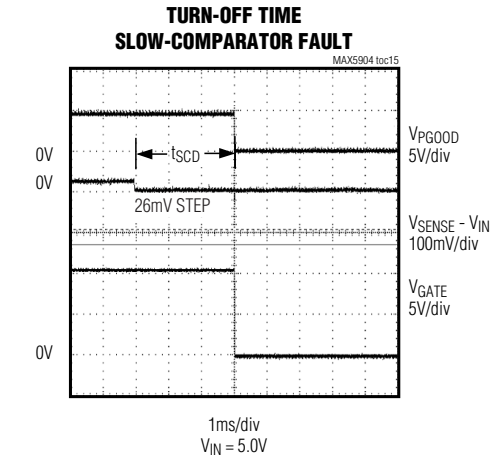 TURN-OFF TIME
SLOW-COMPARATOR FAULT
MAX5904 toc15
0V
tSCD
VPGOOD
5V/div
0V
26mV STEP
VSENSE - VIN
100mV/div
VGATE
5V/div
0V
1ms/div
VIN = 5.0V